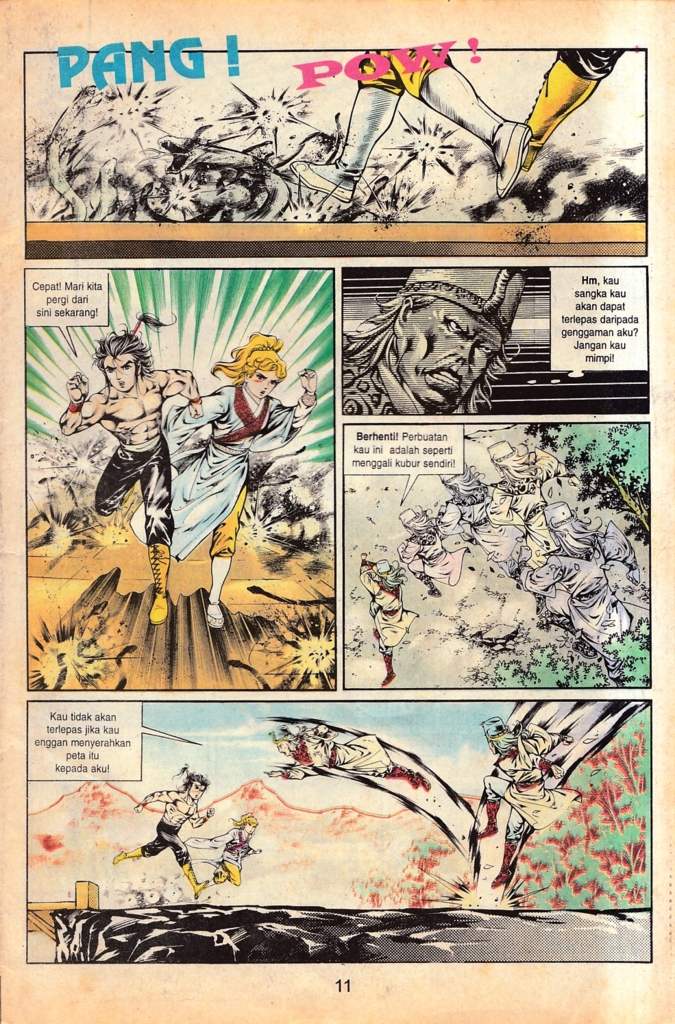 PANG !
POW!
Cepat! Mari kita
pergi dari
sini sekarang!
Hm, kau
sangka kau
akan dapat
terlepas daripada
genggaman aku?
Jangan kau
mimpi!
Berhenti! Perbuatan
kau ini adalah seperti
menggali kubur sendiri!
Kau tidak akan
terlepas jika kau
enggan menyerahkan
peta itu
kepada aku!
11